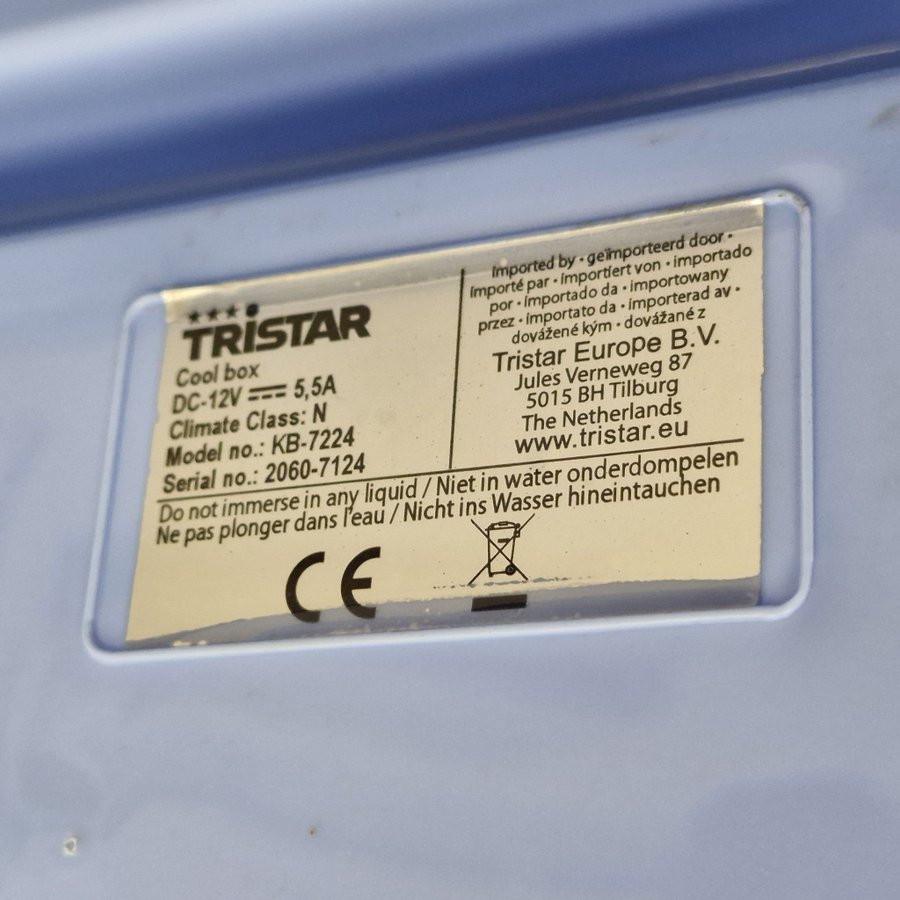 TRISTAR
Cool box
DC-12V 5,5A
Climate Class: N
Model no.: KB-7224
Serial no.: 2060-7124
Imported by • geïmporteerd door •
importé par • importiert von • importado
por • importado da • importowany
przez • importato da • importerad av •
dovážené kým • dovážané z
Tristar Europe B.V.
Jules Verneweg 87
5015 BH Tilburg
The Netherlands
www.tristar.eu
Do not immerse in any liquid / Niet in water onderdompelen
Ne pas plonger dans l'eau / Nicht ins Wasser hineintauchen
CE